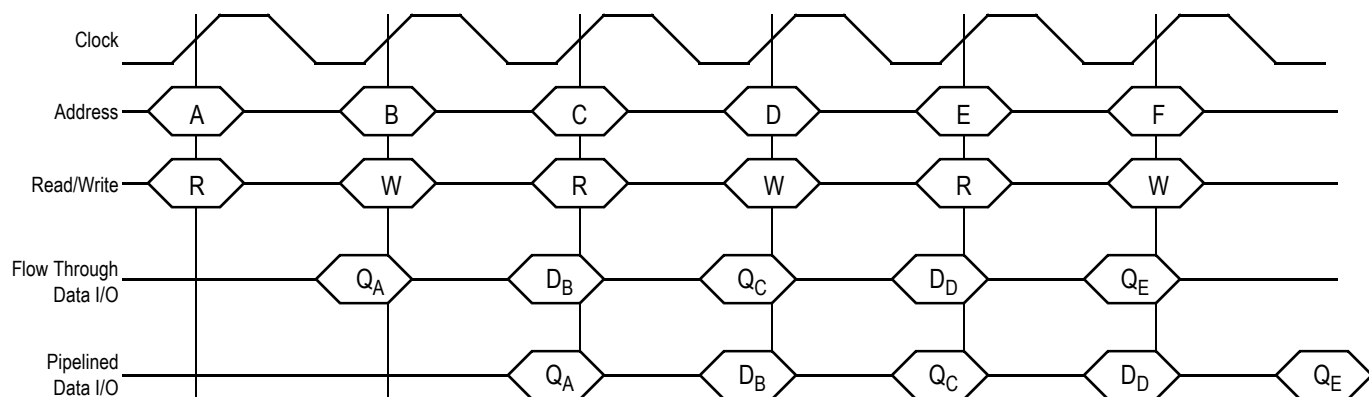 Clock
Address A B C D E F
Read/Write R W R W R W
Flow Through
Data I/O
QA DB QC DD QE
Pipelined
Data I/O
QA DB QC DD QE